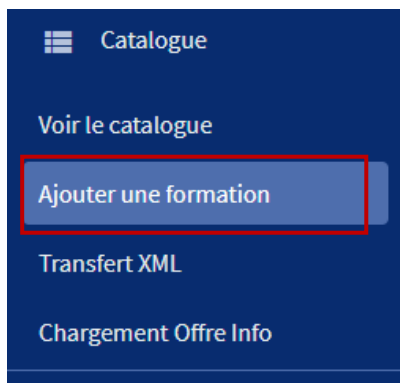 Catalogue
Voir le catalogue
Ajouter une formation
Transfert XML
Chargement Offre Info